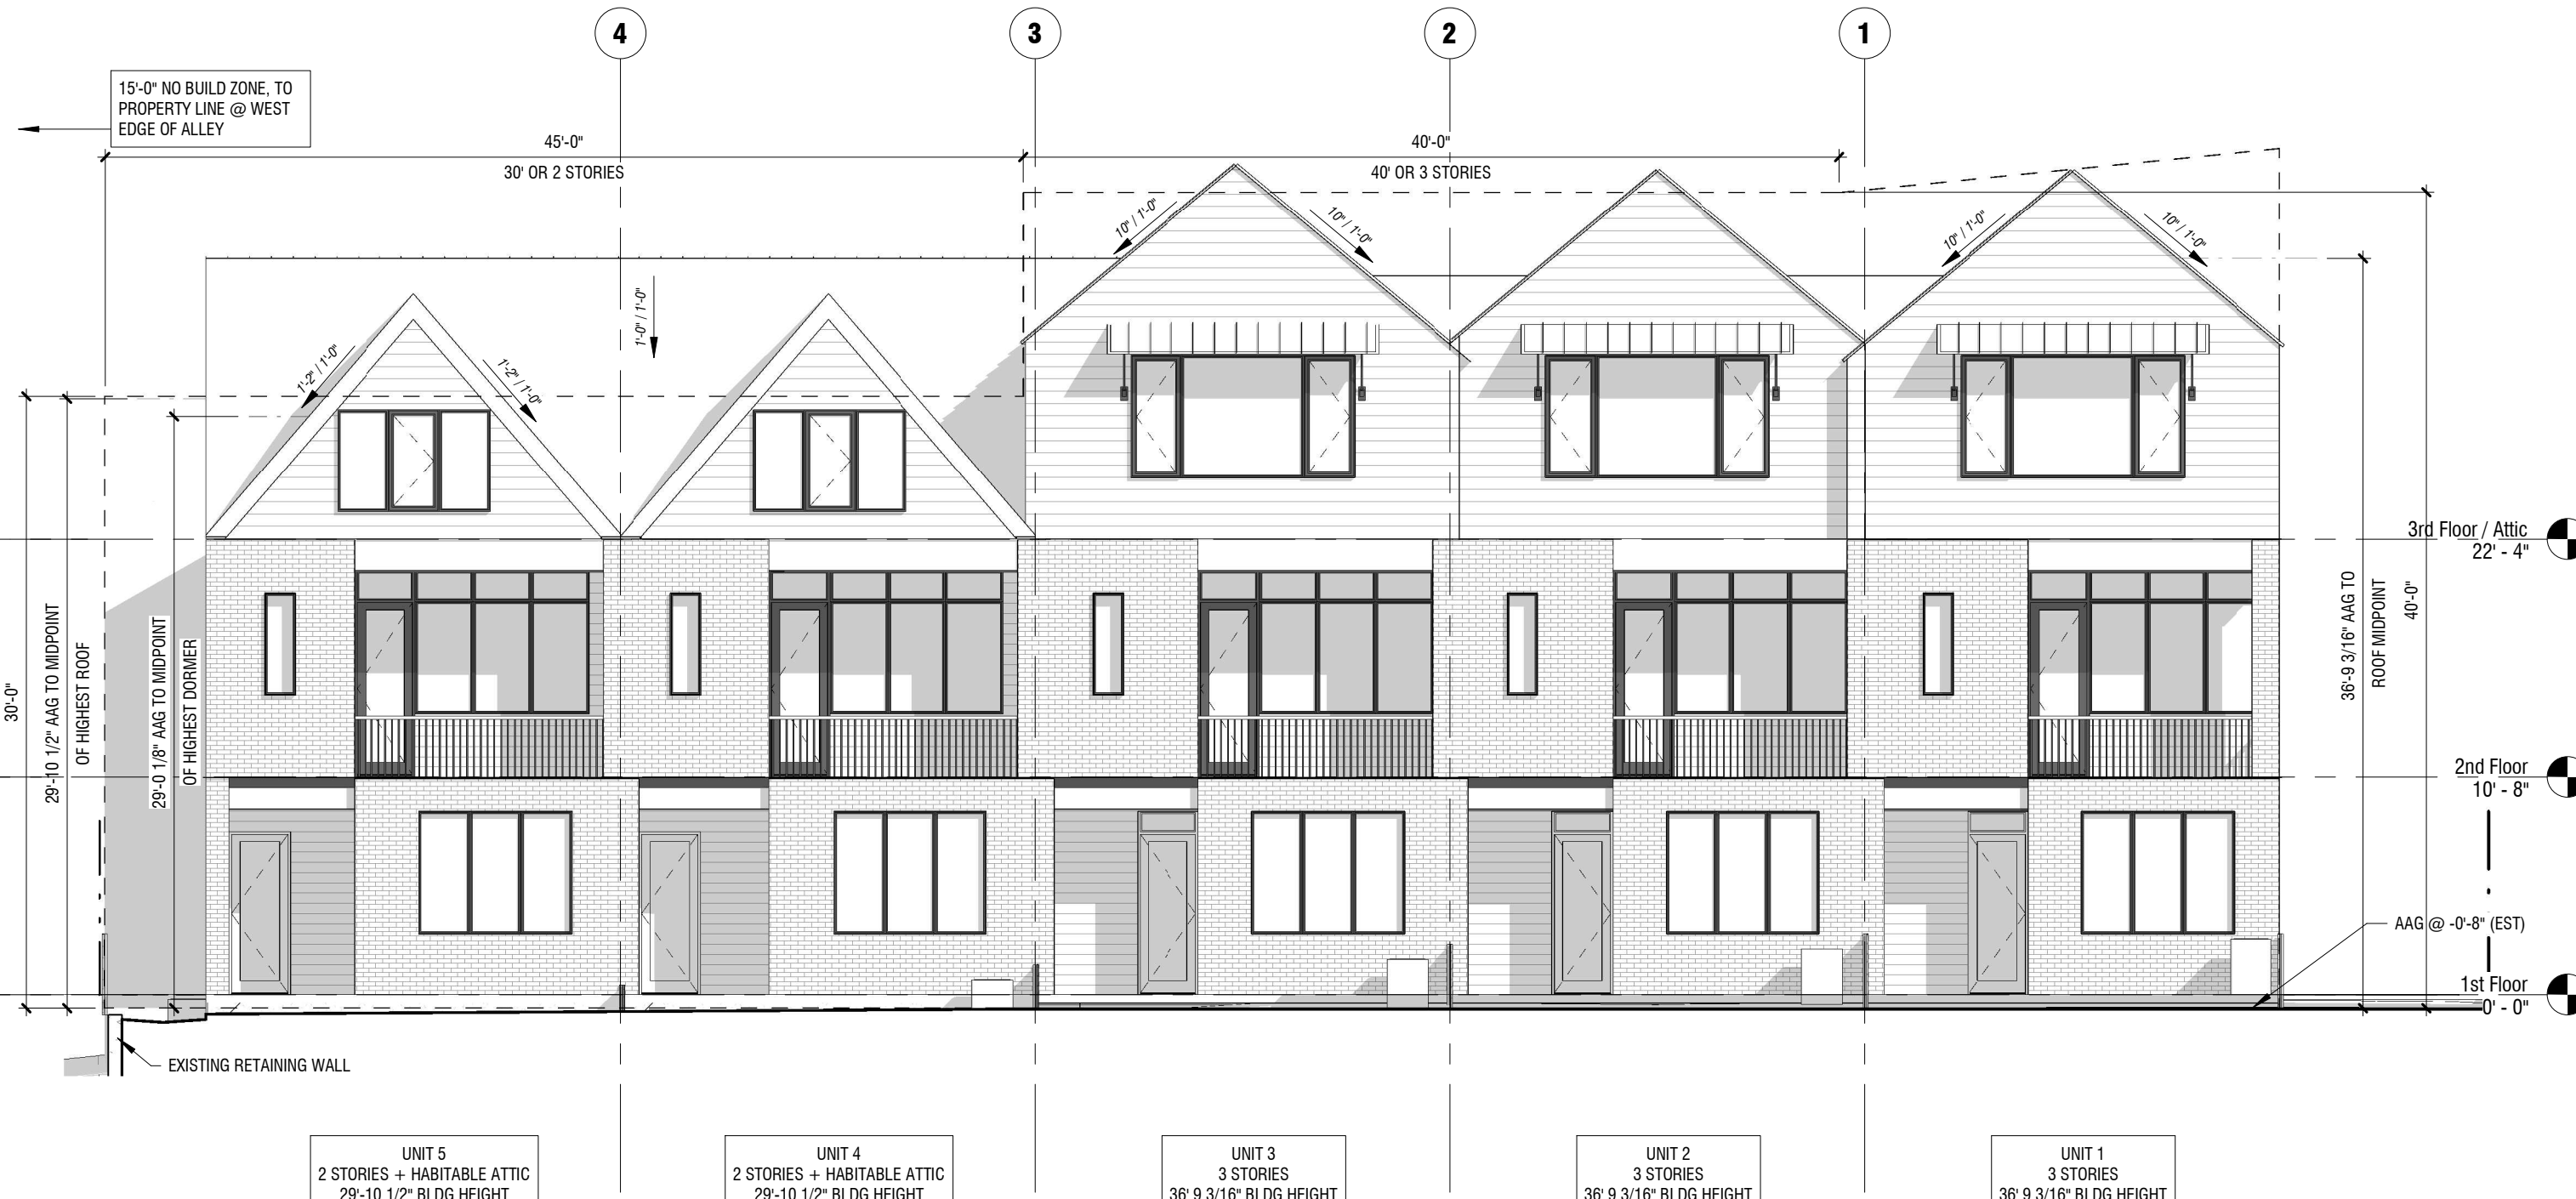 4
3
2
1
15'-0" NO BUILD ZONE, TO
PROPERTY LINE @ WEST
EDGE OF ALLEY
45'-0"
30' OR 2 STORIES
40'-0"
40' OR 3 STORIES
10" / 1'-0"
10" / 1'-0"
10" / 1'-0"
10" / 1'-0"
1'-0" / 1'-0"
1'-2" / 1'-0"
1'-2" / 1'-0"
30'-0"
29'-10 1/2" AAG TO MIDPOINT
OF HIGHEST ROOF
29'-0 1/8" AAG TO MIDPOINT
OF HIGHEST DORMER
36'-9 3/16" AAG TO
ROOF MIDPOINT
40'-0"
3rd Floor / Attic
22' - 4"
2nd Floor
10' - 8"
AAG @ -0'-8" (EST)
1st Floor
0' - 0"
EXISTING RETAINING WALL
UNIT 5
2 STORIES + HABITABLE ATTIC
29'-10 1/2" BLDG HEIGHT
UNIT 4
2 STORIES + HABITABLE ATTIC
29'-10 1/2" BLDG HEIGHT
UNIT 3
3 STORIES
36' 9 3/16" BLDG HEIGHT
UNIT 2
3 STORIES
36' 9 3/16" BLDG HEIGHT
UNIT 1
3 STORIES
36' 9 3/16" BLDG HEIGHT